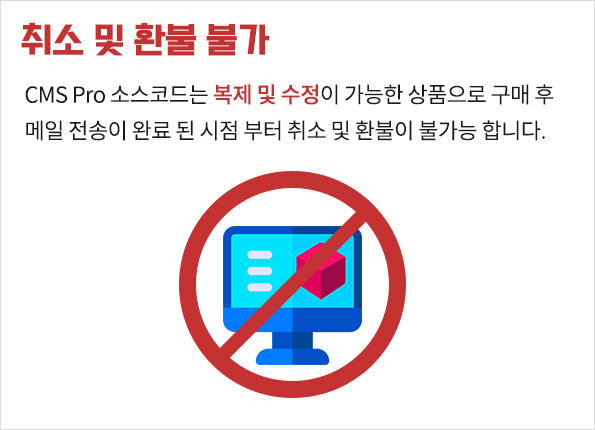 취소 및 환불 불가
CMS Pro 소스코드는 복제 및 수정이 가능한 상품으로 구매 후
메일 전송이 완료 된 시점 부터 취소 및 환불이 불가능 합니다.